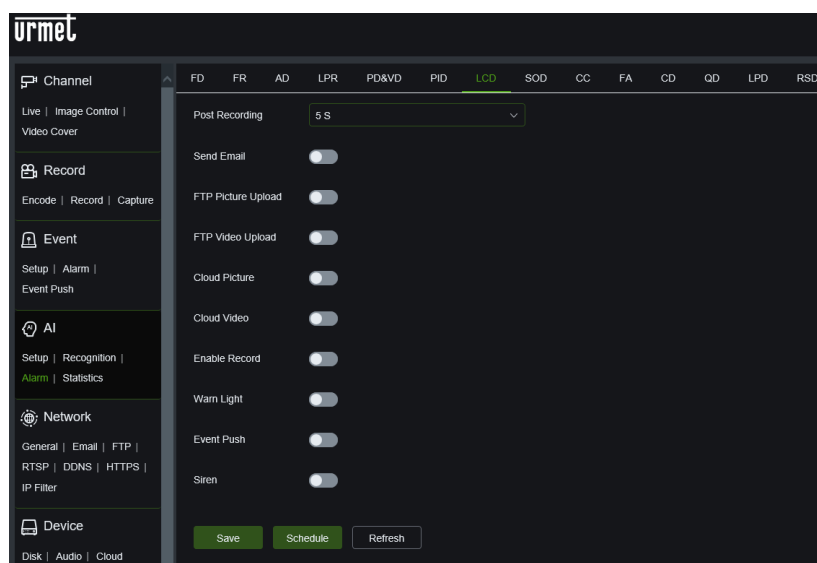 urmet
Channel
Live | Image Control |
Video Cover
Record
Encode | Record | Capture
Event
Setup | Alarm |
Event Push
AI
AI
Setup | Recognition |
Alarm | Statistics
Network
General | Email | FTP |
RTSP | DDNS | HTTPS |
IP Filter
Device
Disk | Audio | Cloud
FD FR AD LPR PD&VD PID LCD SOD CC FA CD QD LPD RSD
Post Recording 5 S
Send Email
FTP Picture Upload
FTP Video Upload
Cloud Picture
Cloud Video
Enable Record
Warn Light
Event Push
Siren
Save Schedule Refresh